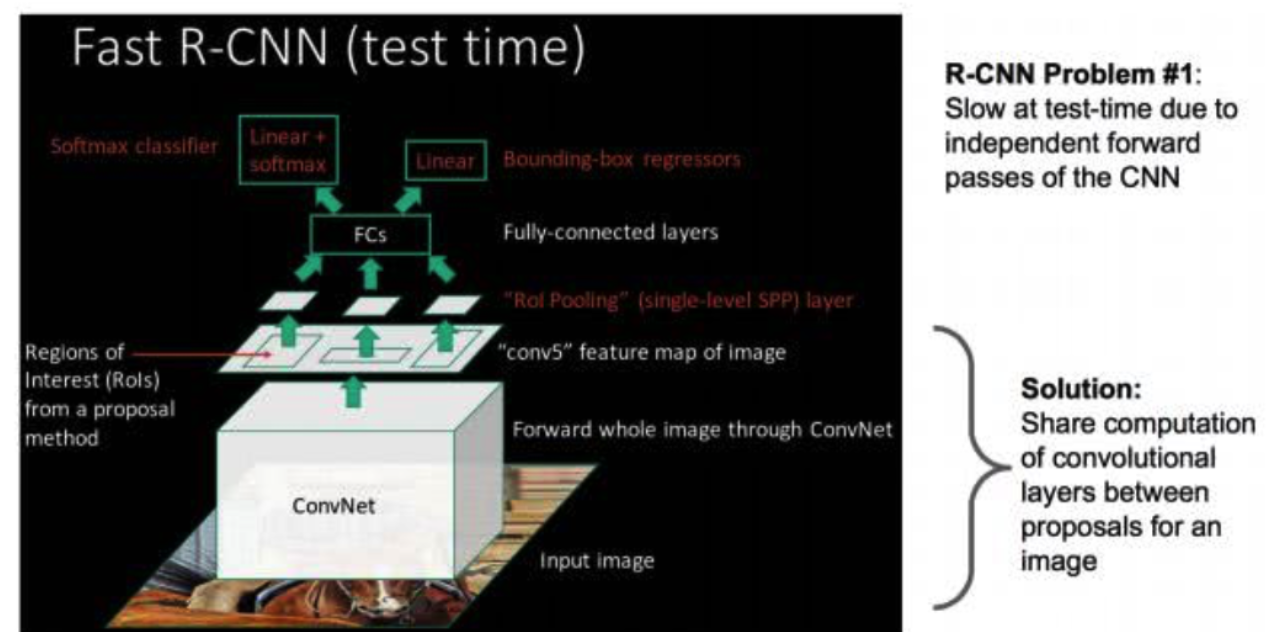 Fast R-CNN (test time)
Softmax classifier
Linear +
softmax
Linear
Bounding-box regressors
FCs
Fully-connected layers
"RoI Pooling" (single-level SPP) layer
Regions of
Interest (RoIs)
from a proposal
method
"conv5" feature map of image
Forward whole image through ConvNet
ConvNet
Input image
R-CNN Problem #1:
Slow at test-time due to
independent forward
passes of the CNN
Solution:
Share computation
of convolutional
layers between
proposals for an
image